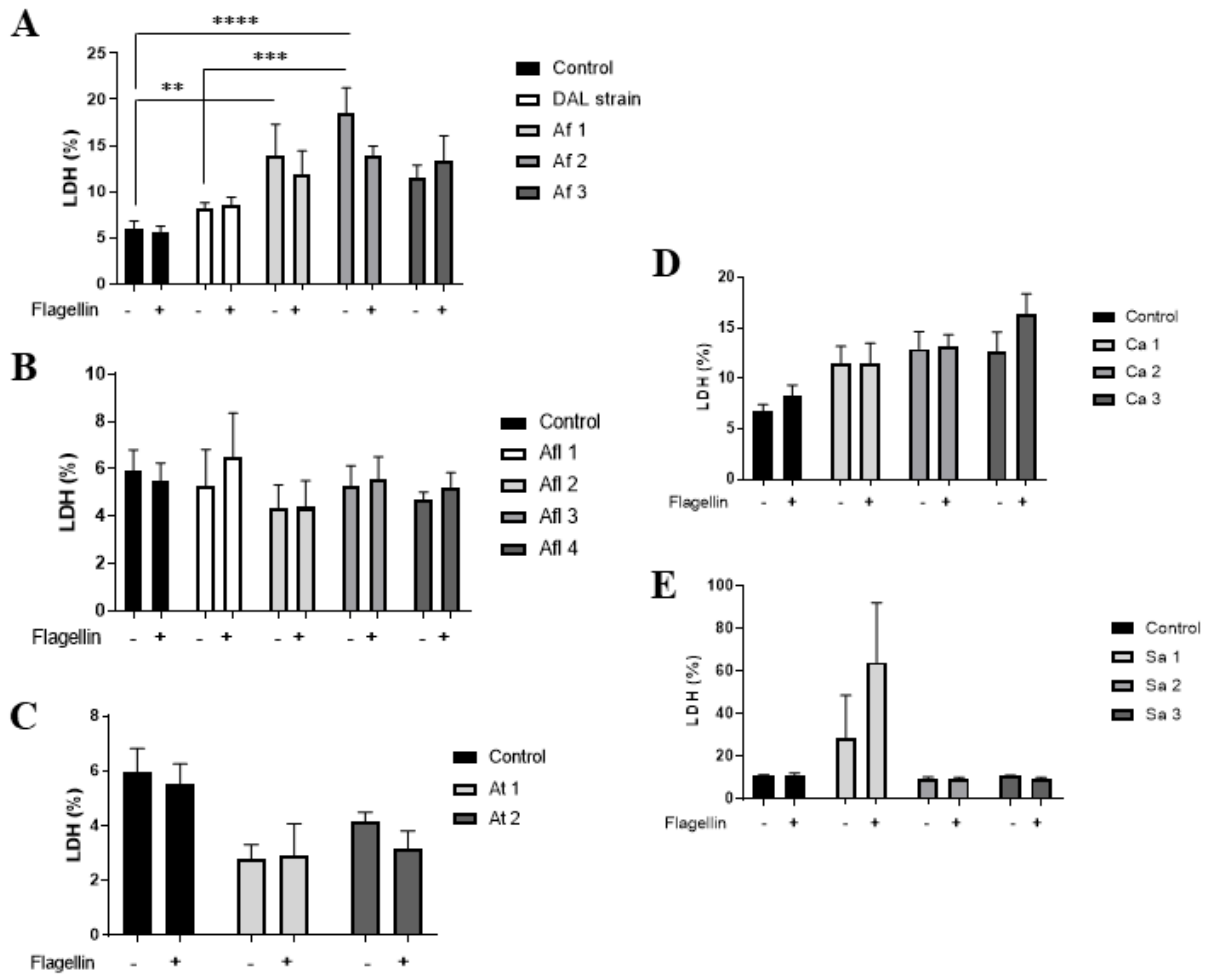 A
****
***
**
25
20
15
10
5
0
LDH (%)
Control
DAL strain
Af 1
Af 2
Af 3
Flagellin - + - + - + - + - +
B
10
8
6
4
2
0
LDH (%)
Control
Afl 1
Afl 2
Afl 3
Afl 4
Flagellin - + - + - + - + - +
C
8
6
4
2
0
LDH (%)
Control
At 1
At 2
Flagellin - + - + - +
D
20
15
10
5
0
LDH (%)
Control
Ca 1
Ca 2
Ca 3
Flagellin - + - + - + - +
E
100
80
60
40
20
0
LDH (%)
Control
Sa 1
Sa 2
Sa 3
Flagellin - + - + - + - +